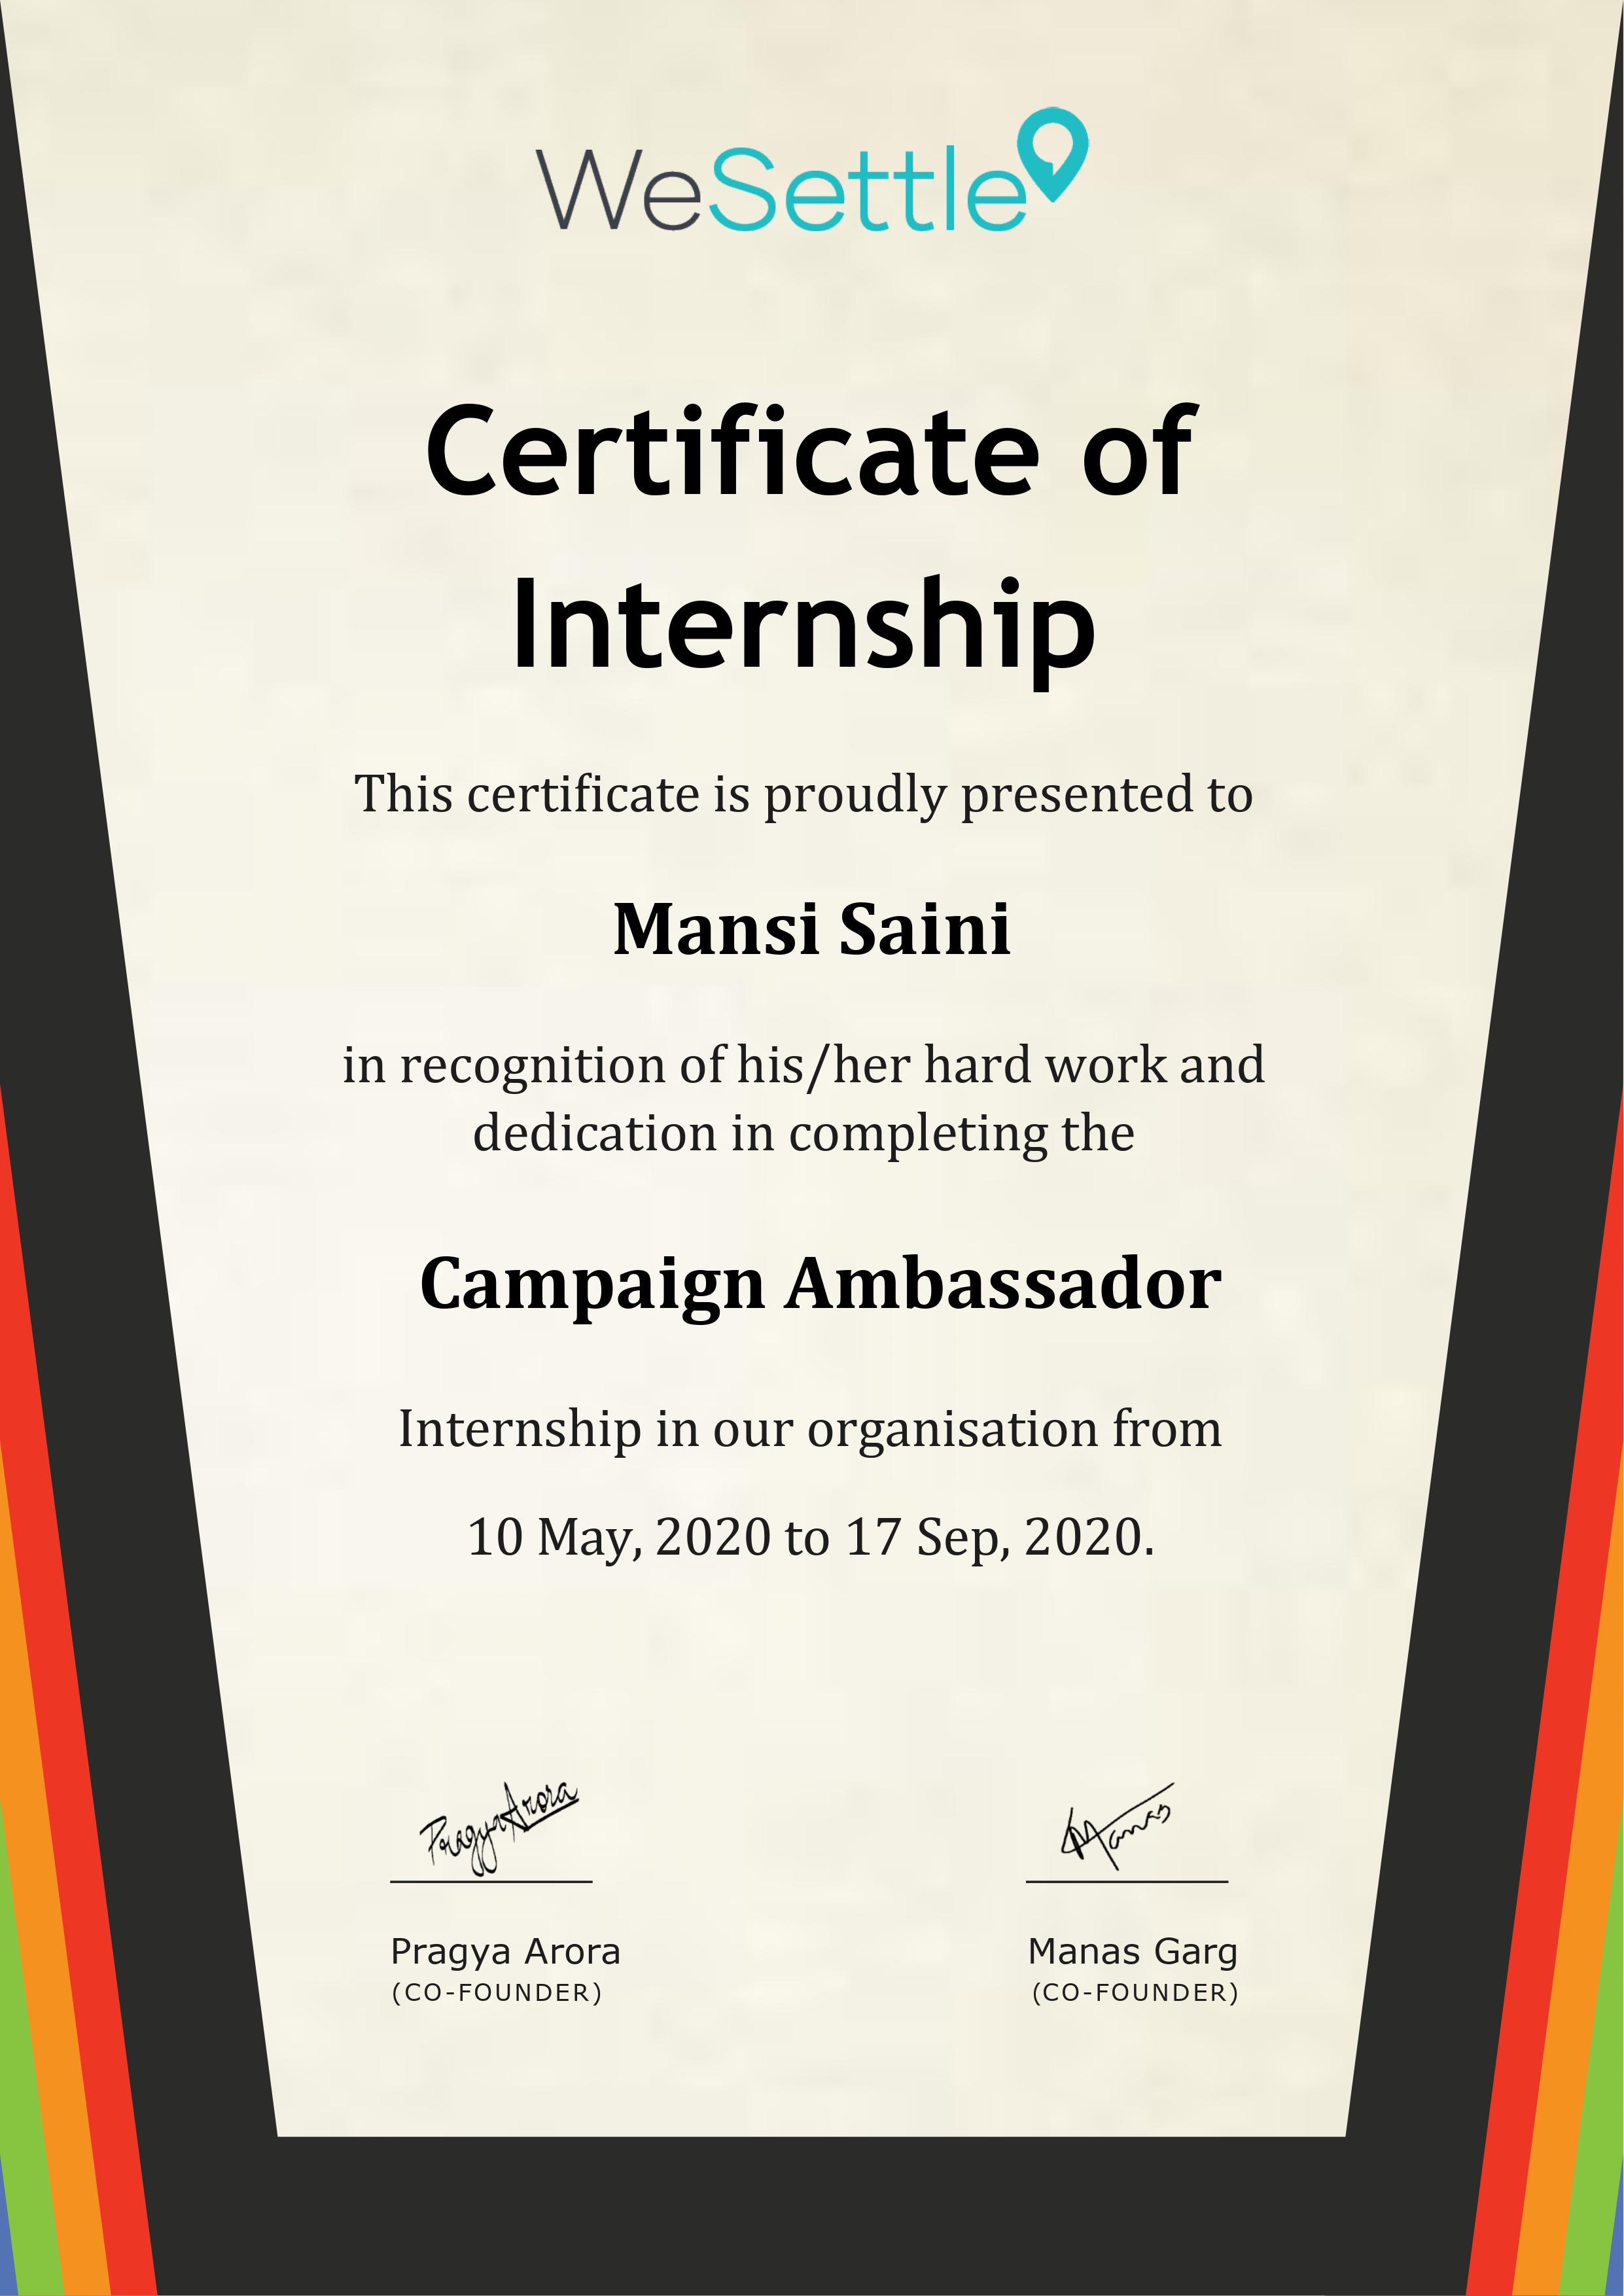 WeSettle
Certificate of
Internship
This certificate is proudly presented to
Mansi Saini
in recognition of his/her hard work and
dedication in completing the
Campaign Ambassador
Internship in our organisation from
10 May, 2020 to 17 Sep, 2020.
Pragya Arora Manas
Pragya Arora Manas Garg
(CO-FOUNDER) (CO-FOUNDER)